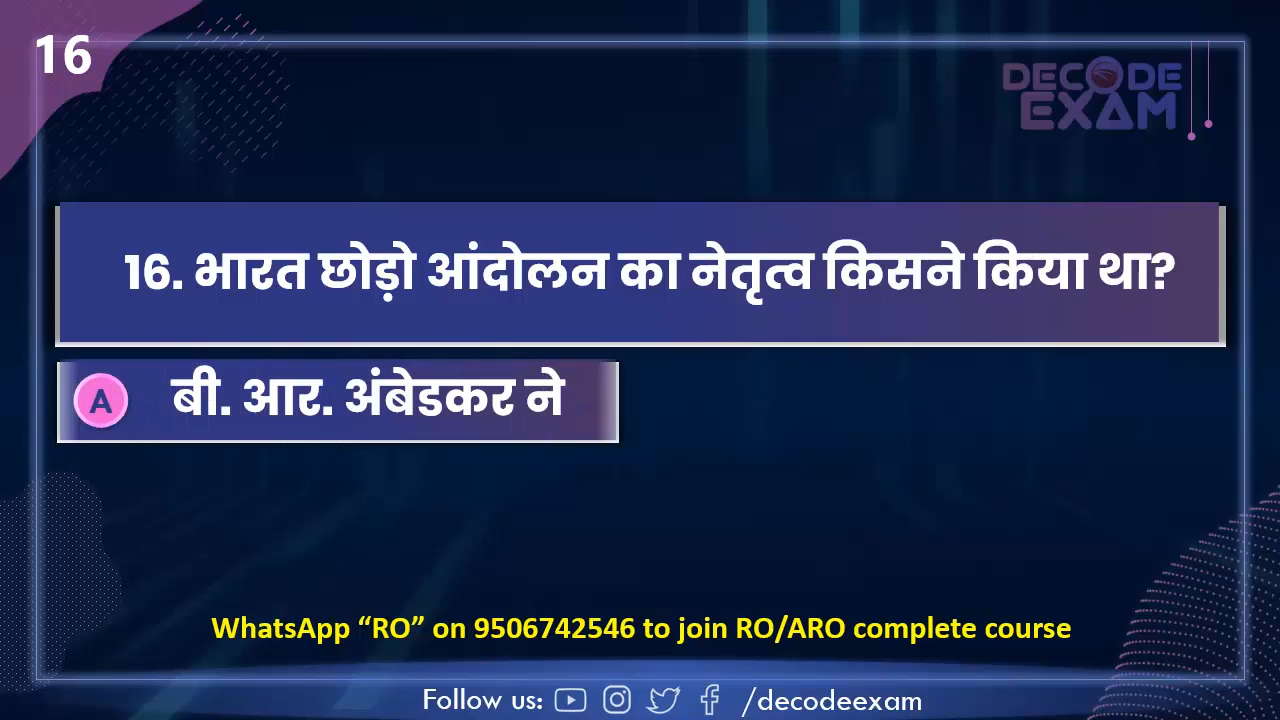 16
DECODE
EXAM
16. भारत छोड़ो आंदोलन का नेतृत्व किसने किया था?
A बी. आर. अंबेडकर ने
WhatsApp “RO” on 9506742546 to join RO/ARO complete course
Follow us: /decodeexam